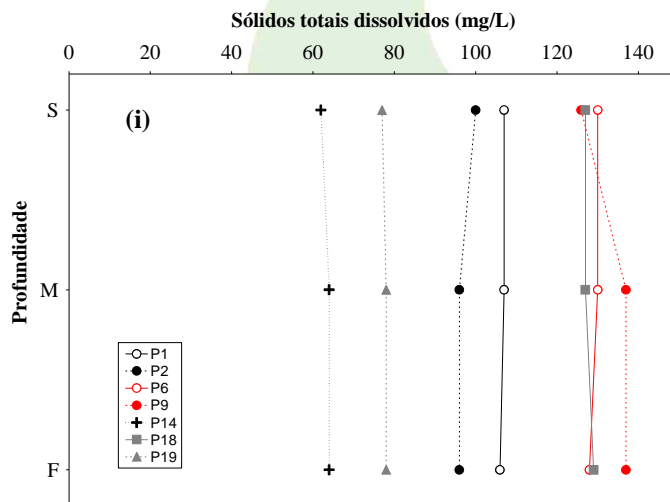 Sólidos totais dissolvidos (mg/L)
0 20 40 60 80 100 120 140
(i)
Profundidade
S
M
F
P1
P2
P6
P9
P14
P18
P19